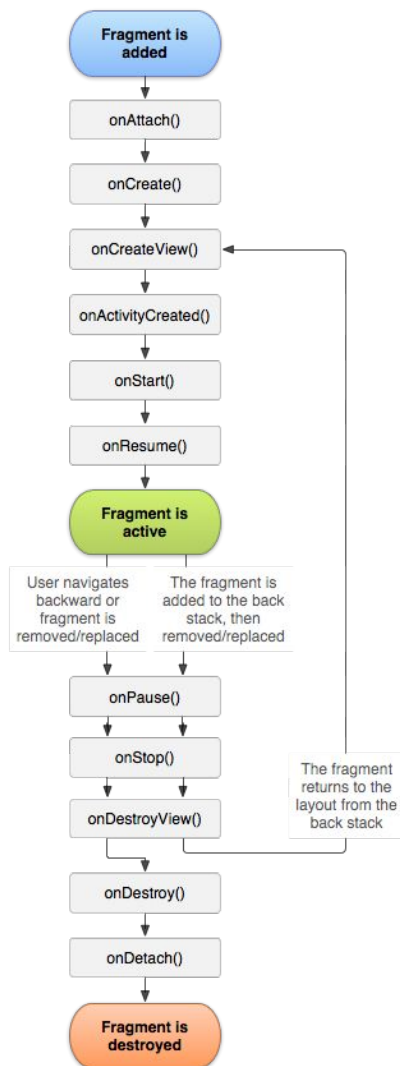 Fragment is
added
onAttach()
onCreate()
onCreateView()
onActivityCreated()
onStart()
onResume()
Fragment is
active
User navigates
backward or
fragment is
removed/replaced
The fragment is
added to the back
stack, then
removed/replaced
onPause()
onStop()
onDestroyView()
The fragment
returns to the
layout from the
back stack
onDestroy()
onDetach()
Fragment is
destroyed